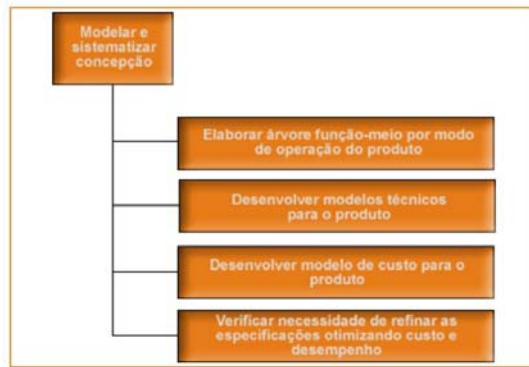 Modelar e
sistematizar
concepção
Elaborar árvore função-meio por modo
de operação do produto
Desenvolver modelos técnicos
para o produto
Desenvolver modelo de custo para o
produto
Verificar necessidade de refinar as
especificações otimizando custo e
desempenho